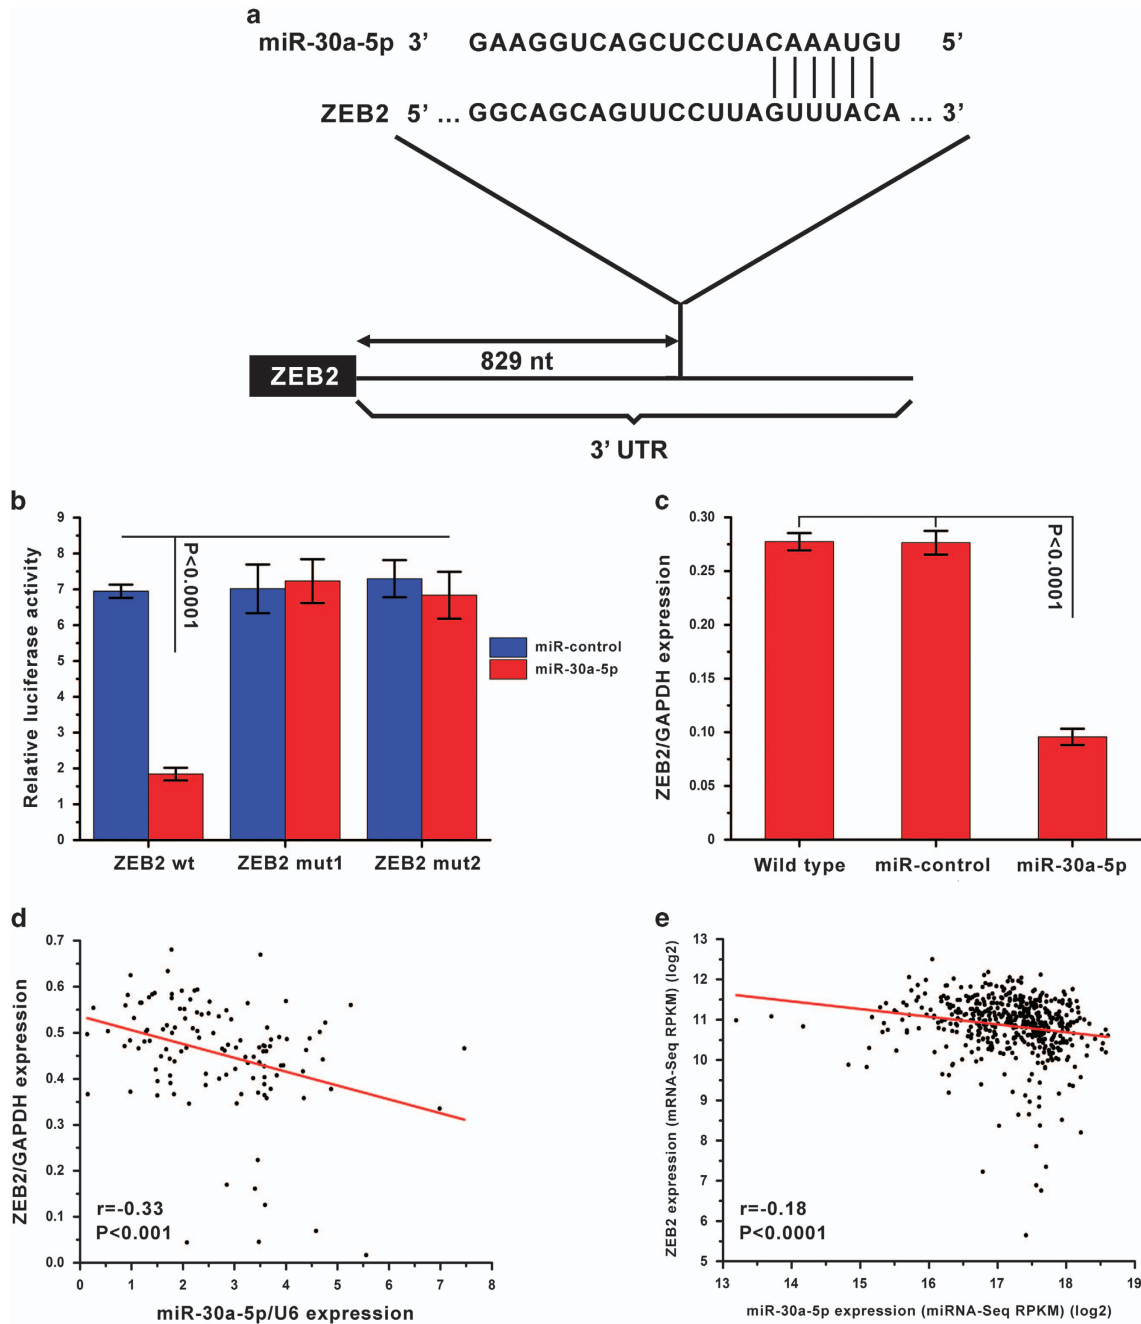 a
miR-30a-5p 3’ GAAGGUCAGCUCCUACAAAUGU 5’
ZEB2 5’ ... GGCAGCAGUUCCUUAGUUUACA ... 3’
829 nt
ZEB2
3’ UTR
b
Relative luciferase activity
9
8
7
6
5
4
3
2
1
0
P<0.0001
miR-control
miR-30a-5p
ZEB2 wt ZEB2 mut1 ZEB2 mut2
c
ZEB2/GAPDH expression
0.30
0.25
0.20
0.15
0.10
0.05
0
P<0.0001
Wild type miR-control miR-30a-5p
d
ZEB2/GAPDH expression
0.7
0.6
0.5
0.4
0.3
0.2
0.1
0.0
r=-0.33
P<0.001
0 1 2 3 4 5 6 7 8
miR-30a-5p/U6 expression
e
ZEB2 expression (mRNA-Seq RPKM) (log2)
13
12
11
10
9
8
7
6
5
r=-0.18
P<0.0001
13 14 15 16 17 18 19
miR-30a-5p expression (miRNA-Seq RPKM) (log2)